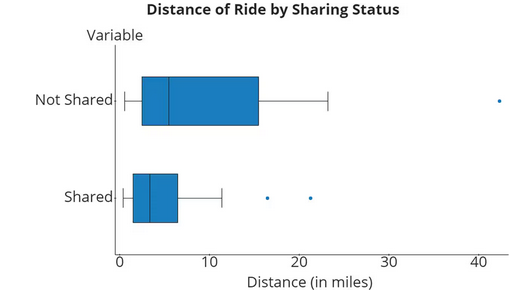 Distance of Ride by Sharing Status
Variable
Not Shared
Shared
0 10 20 30 40
Distance (in miles)